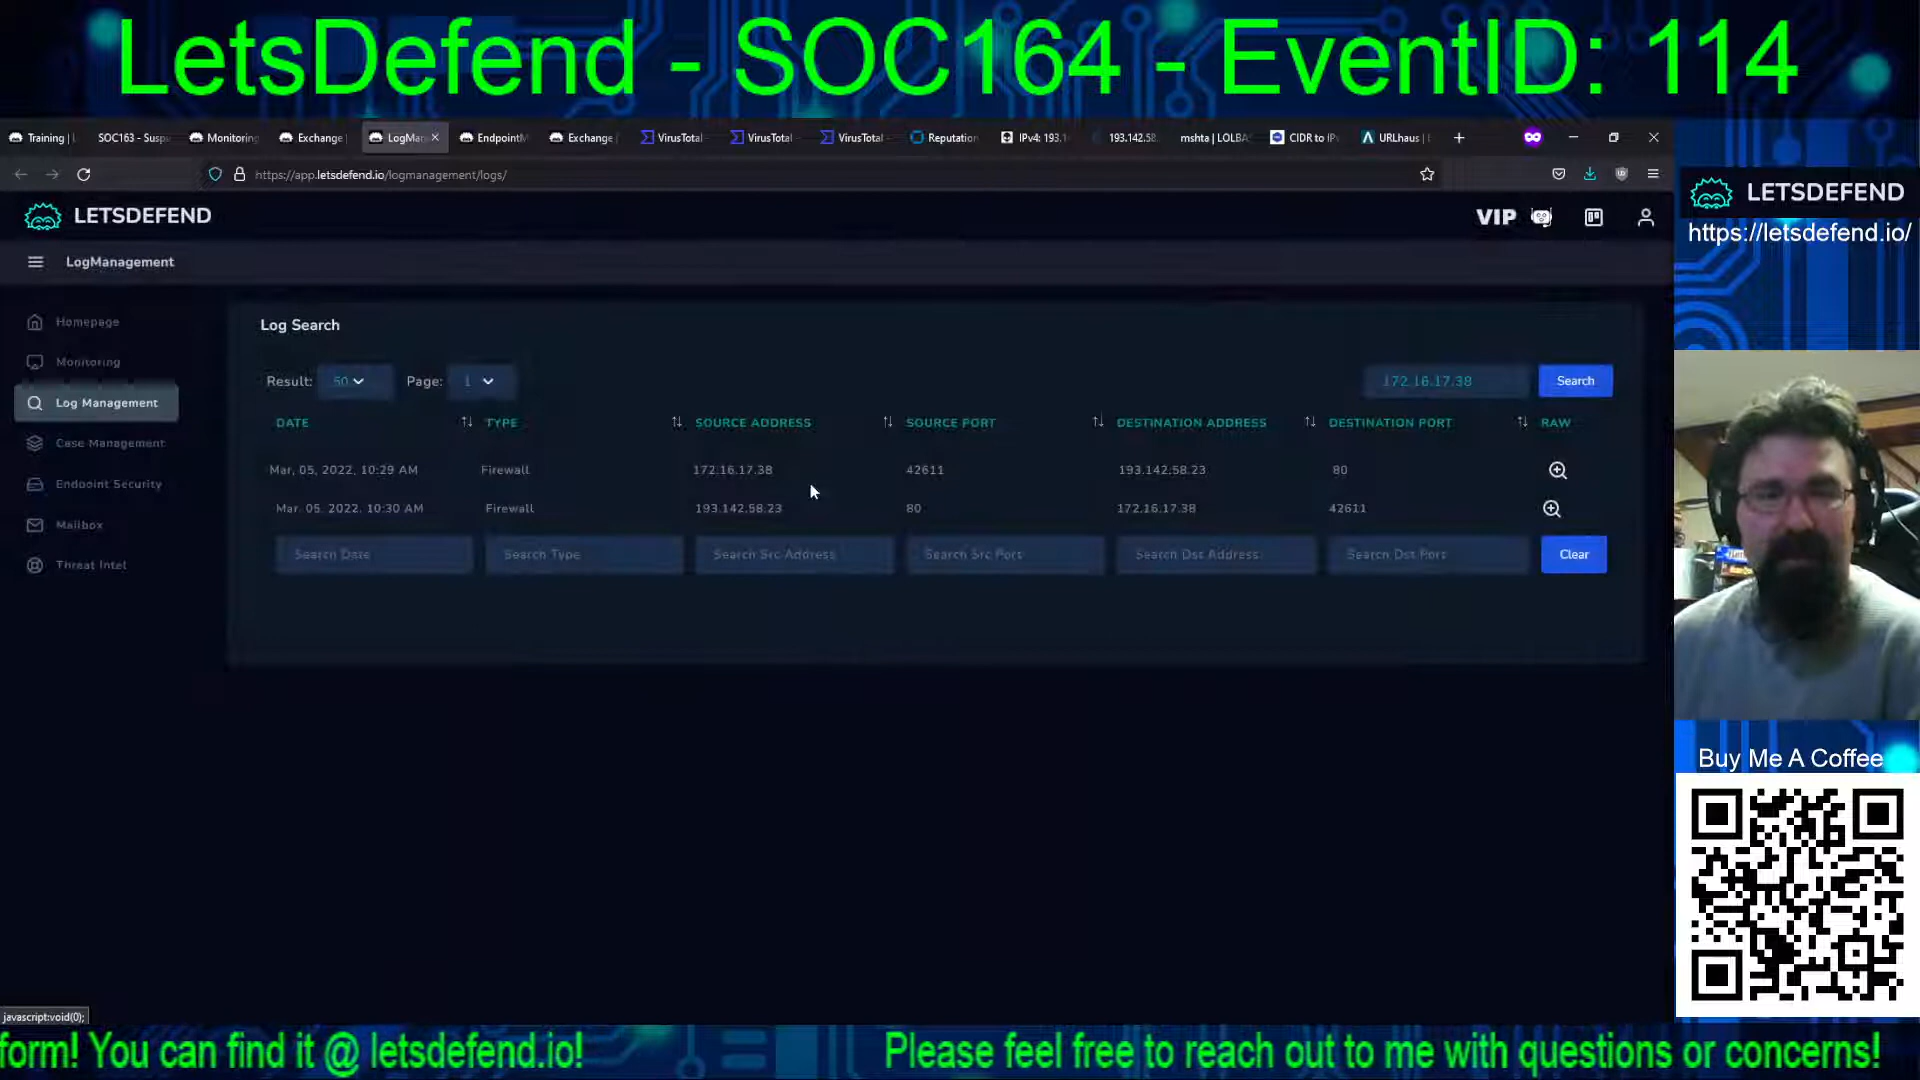 LetsDefend - SOC164 - EventID: 114
Training |
SOC163 - Susp
Monitoring
Exchange
LogMa
EndpointM
Exchange
VirusTotal
VirusTotal
VirusTotal
Reputation
IPv4: 193.1
193.142.58.
mshta | LOLBA
CIDR to IPv
URLhaus |
https://app.letsdefend.io/logmanagement/logs/
LETSDEFEND
VIP
LETSDEFEND
https://letsdefend.io/
LogManagement
Homepage
Monitoring
Log Management
Case Management
Endpoint Security
Mailbox
Threat Intel
Log Search
Result: 50 Page: 1
172.16.17.38 Search
DATE TYPE SOURCE ADDRESS SOURCE PORT DESTINATION ADDRESS DESTINATION PORT RAW
Mar, 05, 2022, 10:29 AM Firewall 172.16.17.38 42611 193.142.58.23 80
Mar, 05, 2022, 10:30 AM Firewall 193.142.58.23 80 172.16.17.38 42611
Search Date Search Type Search Src Address Search Src Port Search Dst Address Search Dst Port Clear
Buy Me A Coffee
javascript:void(0);
form! You can find it @ letsdefend.io!
Please feel free to reach out to me with questions or concerns!